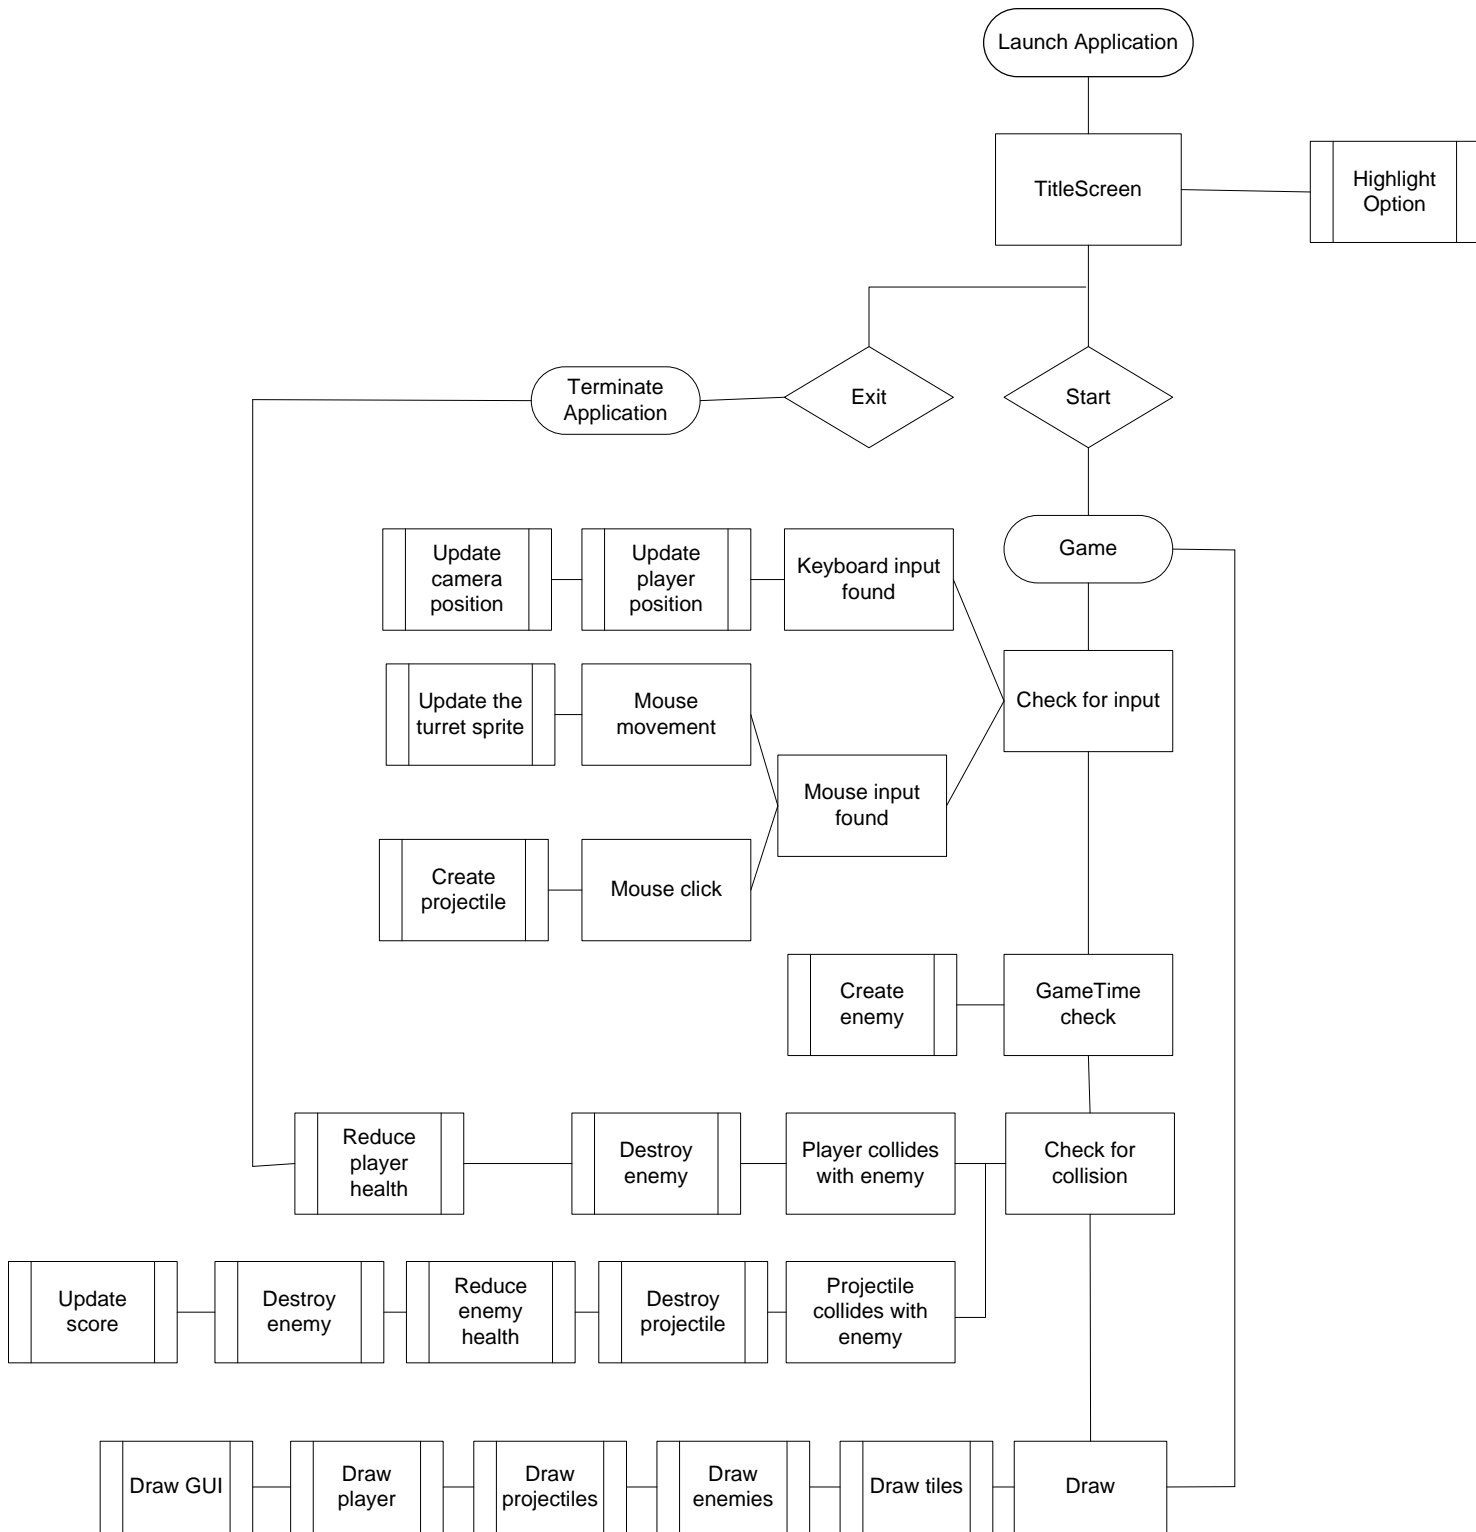 Launch Application
TitleScreen
Highlight
Option
Terminate
Application
Exit
Start
Update
camera
position
Update
player
position
Keyboard input
found
Game
Update the
turret sprite
Mouse
movement
Check for input
Mouse input
found
Create
projectile
Mouse click
Create
enemy
GameTime
check
Reduce
player
health
Destroy
enemy
Player collides
with enemy
Check for
collision
Update
score
Destroy
enemy
Reduce
enemy
health
Destroy
projectile
Projectile
collides with
enemy
Draw GUI
Draw
player
Draw
projectiles
Draw
enemies
Draw tiles
Draw